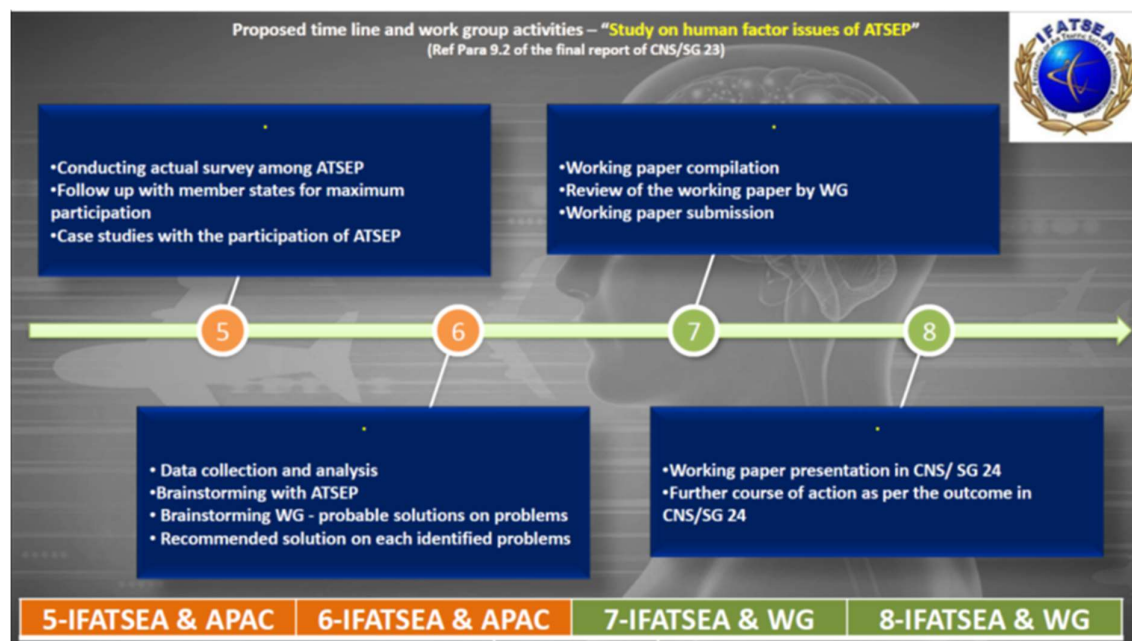 Proposed time line and work group activities – “Study on human factor issues of ATSEP”
(Ref Para 9.2 of the final report of CNS/SG 23)
IFATSEA
•Conducting actual survey among ATSEP
•Follow up with member states for maximum
participation
•Case studies with the participation of ATSEP
•Working paper compilation
•Review of the working paper by WG
•Working paper submission
5
6
7
8
• Data collection and analysis
•Brainstorming with ATSEP
• Brainstorming WG - probable solutions on problems
• Recommended solution on each identified problems
•Working paper presentation in CNS/ SG 24
•Further course of action as per the outcome in
CNS/SG 24
5-IFATSEA & APAC
6-IFATSEA & APAC
7-IFATSEA & WG
8-IFATSEA & WG